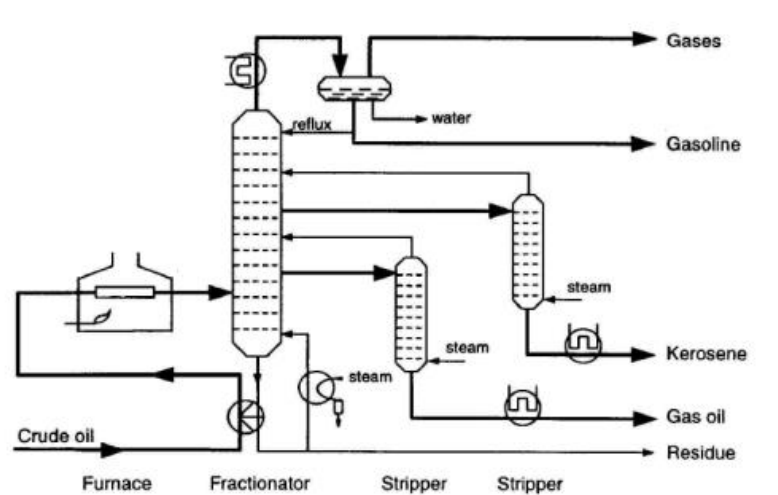 Gases
water
reflux
Gasoline
steam
steam
Kerosene
steam
Gas oil
Crude oil
Residue
Furnace Fractionator Stripper Stripper